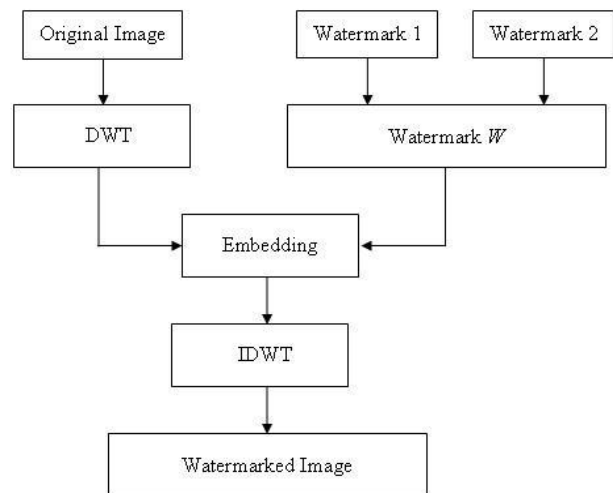 Original Image
Watermark 1
Watermark 2
DWT
Watermark W
Embedding
IDWT
Watermarked Image